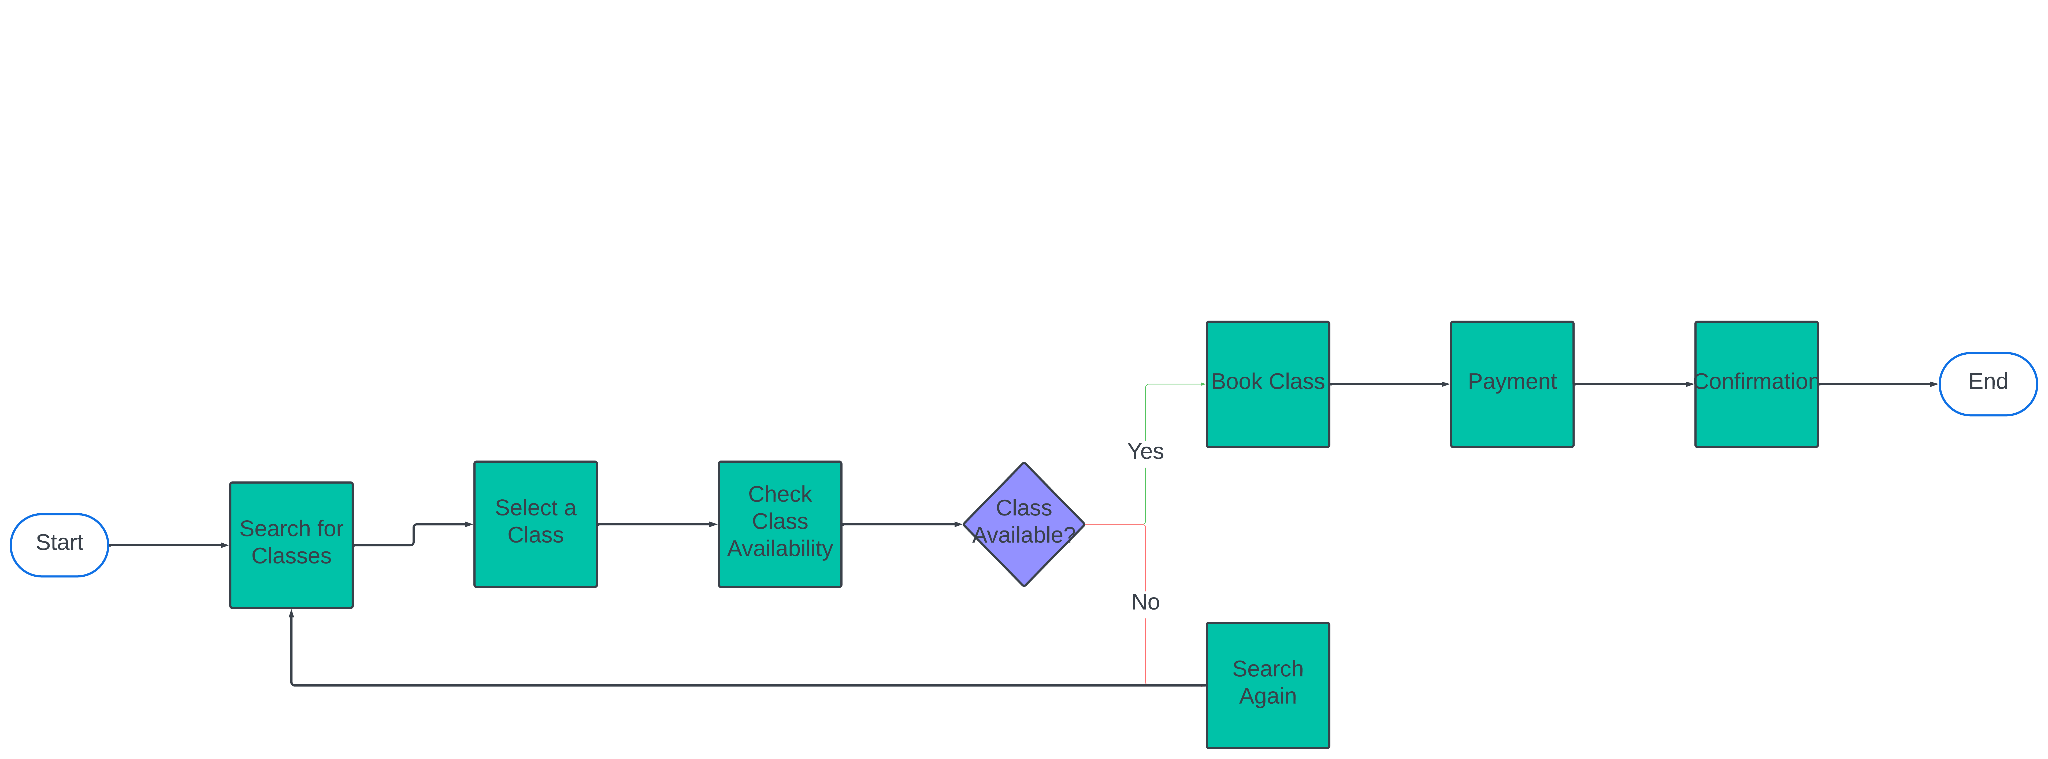 Start
Search for
Classes
Select a
Class
Check
Class
Availability
Class
Available?
Yes
Book Class
Payment
Confirmation
End
No
Search
Again